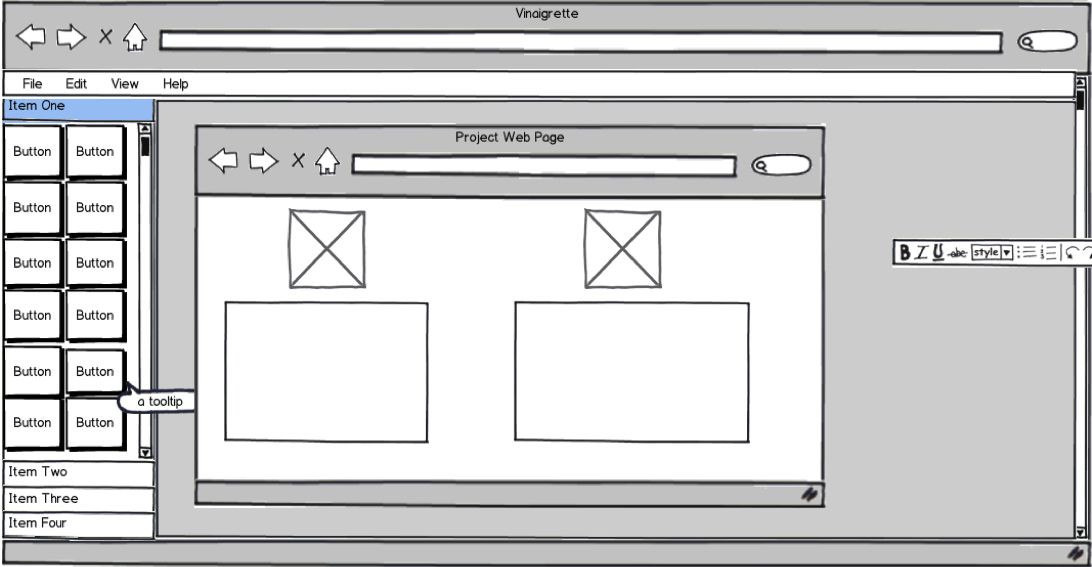 Vinaigrette
File Edit View Help
Item One
Button Button
Button Button
Button Button
Button Button
Button Button
Button Button
a tooltip
Item Two
Item Three
Item Four
Project Web Page
B I U abc style